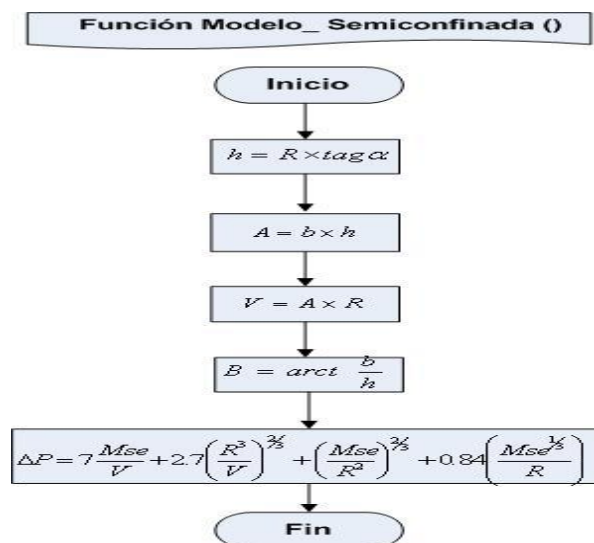 Función Modelo_ Semiconfinada ()
Inicio
h = R × tag α
A = b × h
V = A × R
B = arct b/h
ΔP = 7 Mse/V + 2.7 (R³/V)^⅔ + (Mse/R²)^⅔ + 0.84 (Mse^⅓/R)
Fin